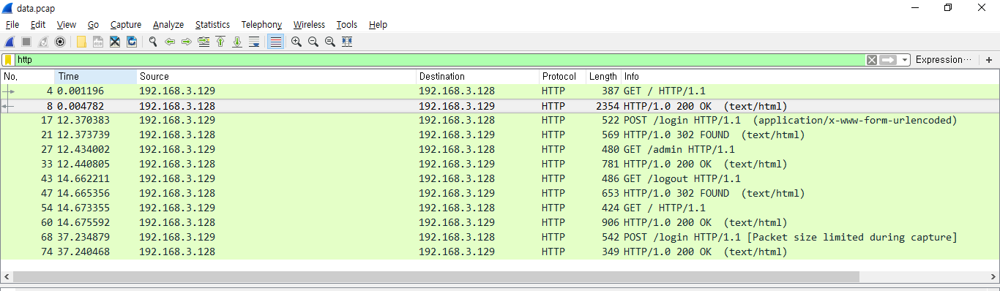 data.pcap
File Edit View Go Capture Analyze Statistics Telephony Wireless Tools Help
http Expression… +
No. Time Source Destination Protocol Length Info
4 0.001196 192.168.3.129 192.168.3.128 HTTP 387 GET / HTTP/1.1
8 0.004782 192.168.3.128 192.168.3.129 HTTP 2354 HTTP/1.0 200 OK (text/html)
17 12.370383 192.168.3.129 192.168.3.128 HTTP 522 POST /login HTTP/1.1 (application/x-www-form-urlencoded)
21 12.373739 192.168.3.128 192.168.3.129 HTTP 569 HTTP/1.0 302 FOUND (text/html)
27 12.434002 192.168.3.129 192.168.3.128 HTTP 480 GET /admin HTTP/1.1
33 12.440805 192.168.3.128 192.168.3.129 HTTP 781 HTTP/1.0 200 OK (text/html)
43 14.662211 192.168.3.129 192.168.3.128 HTTP 486 GET /logout HTTP/1.1
47 14.665356 192.168.3.128 192.168.3.129 HTTP 653 HTTP/1.0 302 FOUND (text/html)
54 14.673355 192.168.3.129 192.168.3.128 HTTP 424 GET / HTTP/1.1
60 14.675592 192.168.3.128 192.168.3.129 HTTP 906 HTTP/1.0 200 OK (text/html)
68 37.234879 192.168.3.129 192.168.3.128 HTTP 542 POST /login HTTP/1.1 [Packet size limited during capture]
74 37.240468 192.168.3.128 192.168.3.129 HTTP 349 HTTP/1.0 200 OK (text/html)